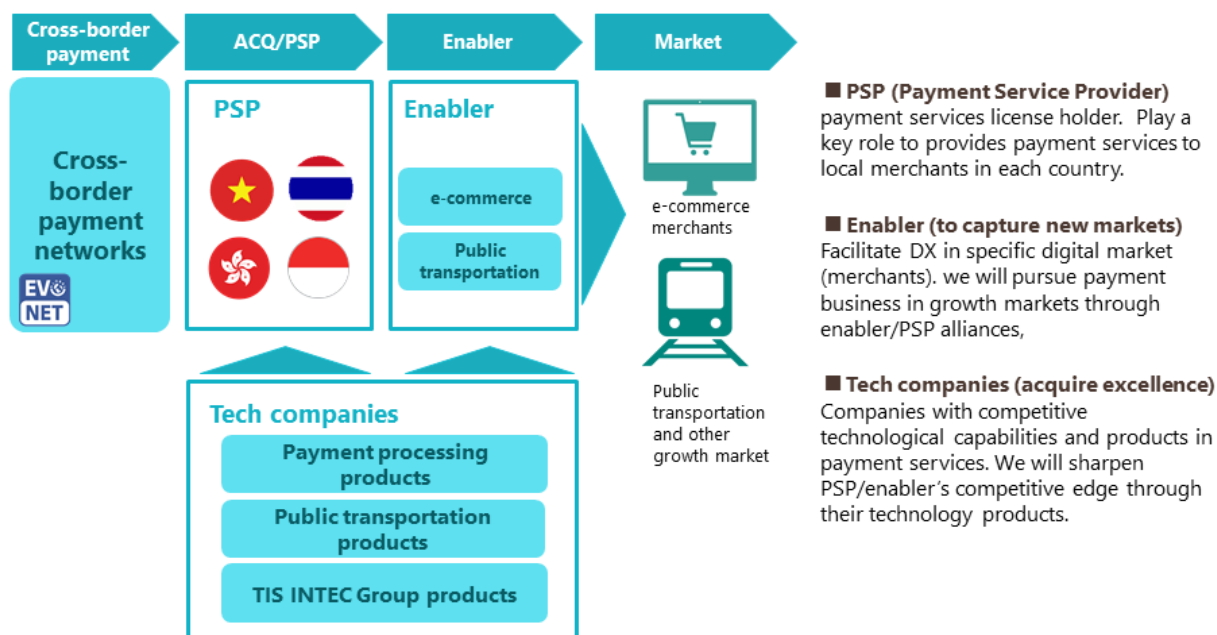 Cross-border
payment
ACQ/PSP
Enabler
Market
Cross-
border
payment
networks
EVO
NET
PSP
Enabler
e-commerce
Public
transportation
e-commerce
merchants
Public
transportation
and other
growth market
Tech companies
Payment processing
products
Public transportation
products
TIS INTEC Group products
■ PSP (Payment Service Provider)
payment services license holder. Play a
key role to provides payment services to
local merchants in each country.
■ Enabler (to capture new markets)
Facilitate DX in specific digital market
(merchants). we will pursue payment
business in growth markets through
enabler/PSP alliances,
■ Tech companies (acquire excellence)
Companies with competitive
technological capabilities and products in
payment services. We will sharpen
PSP/enabler's competitive edge through
their technology products.